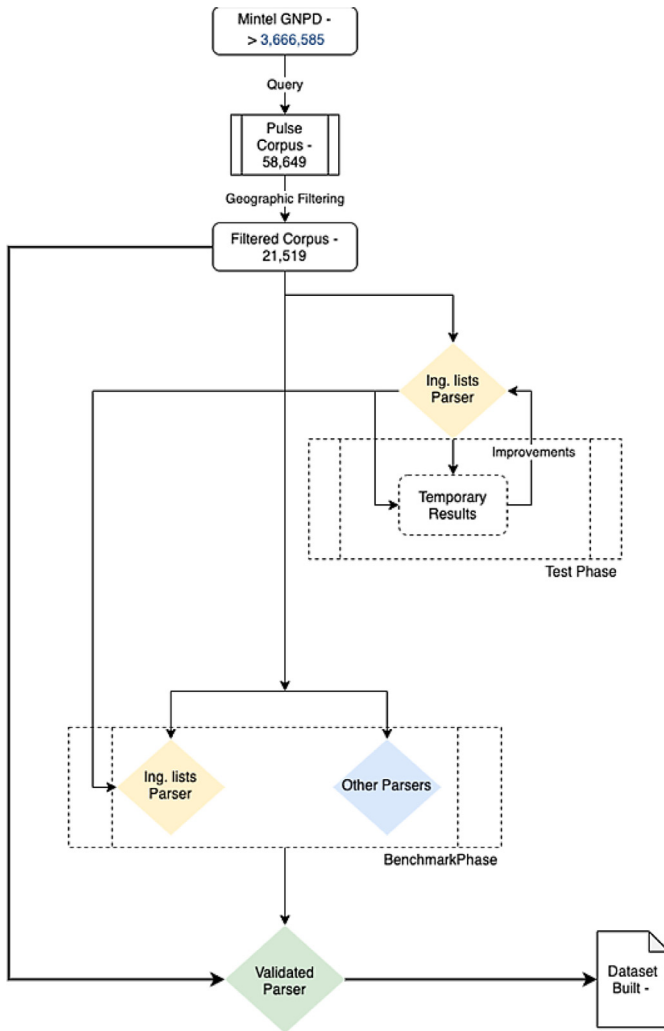 Mintel GNPD -
> 3,666,585
Query
Pulse
Corpus -
58,649
Geographic Filtering
Filtered Corpus -
21,519
Ing. lists
Parser
Improvements
Temporary
Results
Test Phase
Ing. lists
Parser
Other Parsers
BenchmarkPhase
Validated
Parser
Dataset
Built -